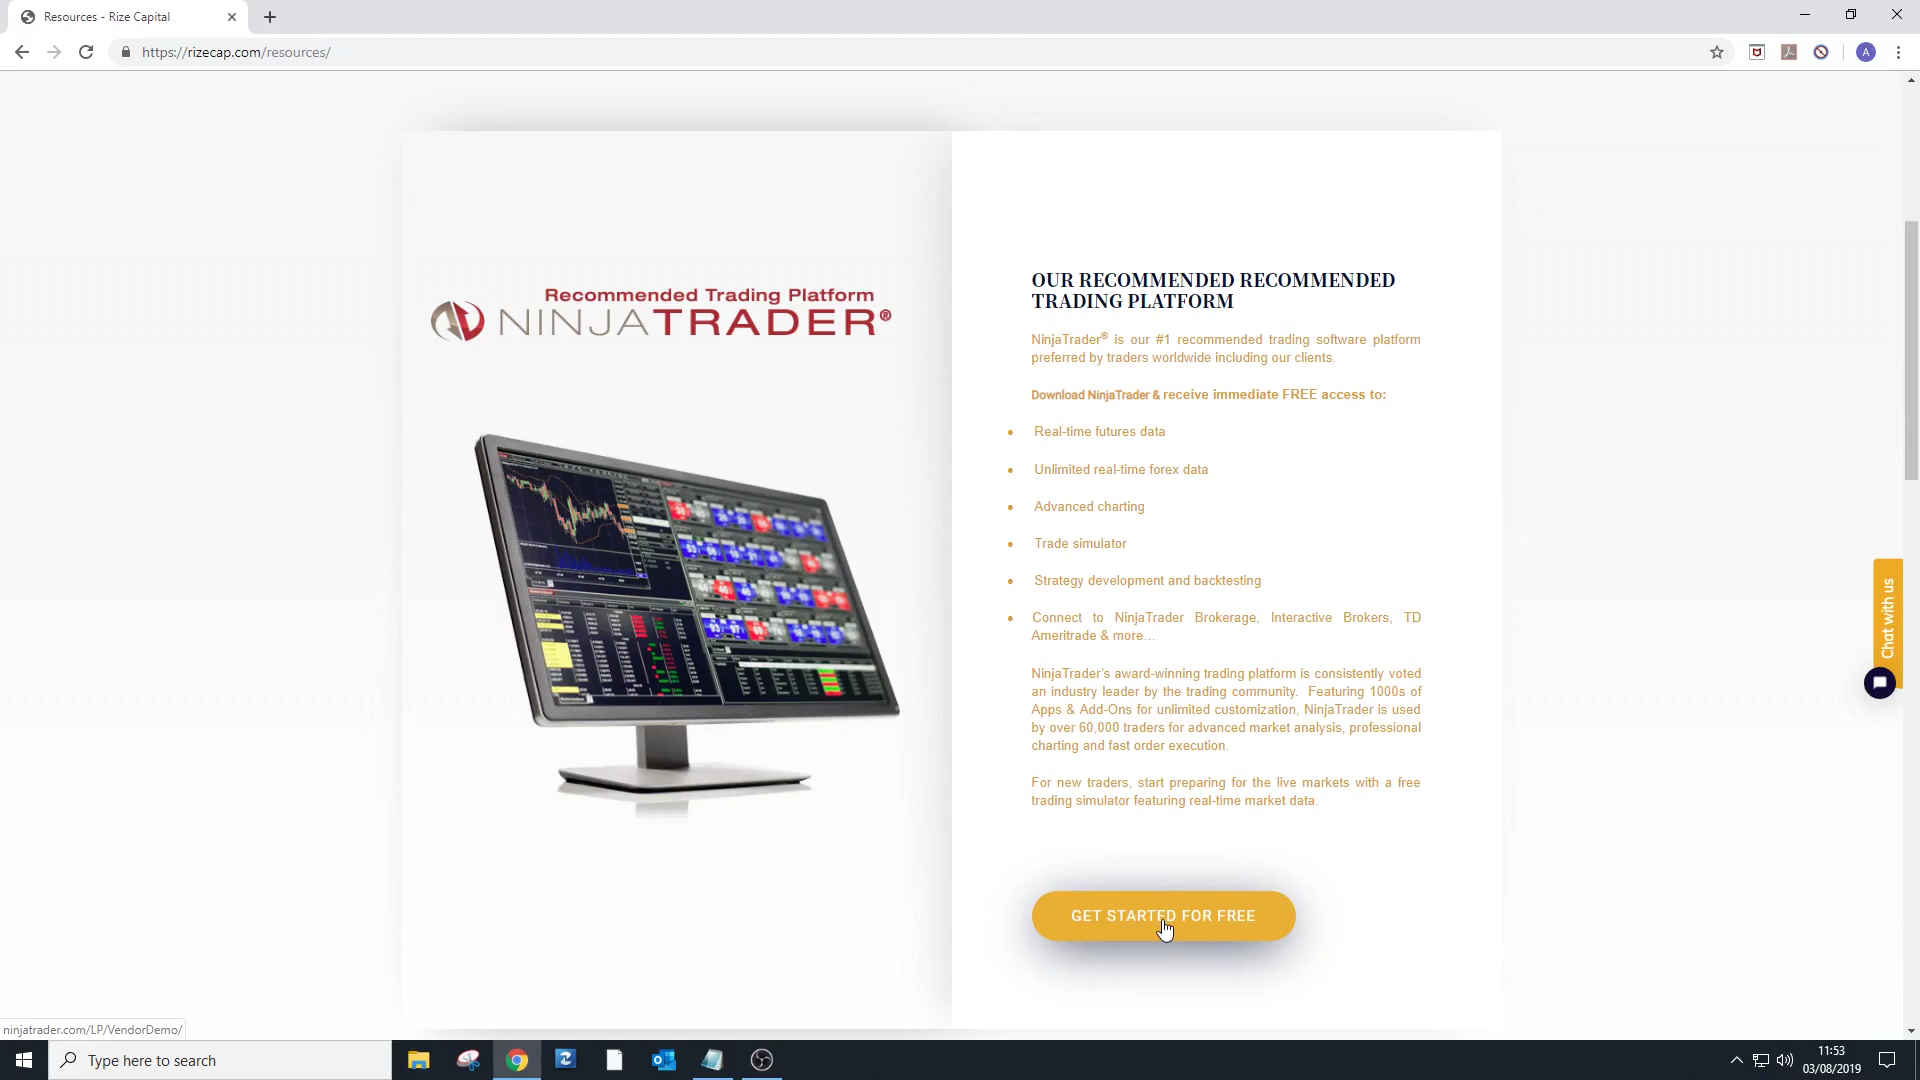 Resources - Rize Capital
https://rizecap.com/resources/
A
Recommended Trading Platform
NINJATRADER®
OUR RECOMMENDED RECOMMENDED
TRADING PLATFORM
NinjaTrader® is our #1 recommended trading software platform
preferred by traders worldwide including our clients.
Download NinjaTrader & receive immediate FREE access to:
• Real-time futures data
• Unlimited real-time forex data
• Advanced charting
• Trade simulator
• Strategy development and backtesting
• Connect to NinjaTrader Brokerage, Interactive Brokers, TD
Ameritrade & more…
NinjaTrader’s award-winning trading platform is consistently voted
an industry leader by the trading community. Featuring 1000s of
Apps & Add-Ons for unlimited customization, NinjaTrader is used
by over 60,000 traders for advanced market analysis, professional
charting and fast order execution.
For new traders, start preparing for the live markets with a free
trading simulator featuring real-time market data.
GET STARTED FOR FREE
Chat with us
ninjatrader.com/LP/VendorDemo/
Type here to search
11:53
03/08/2019